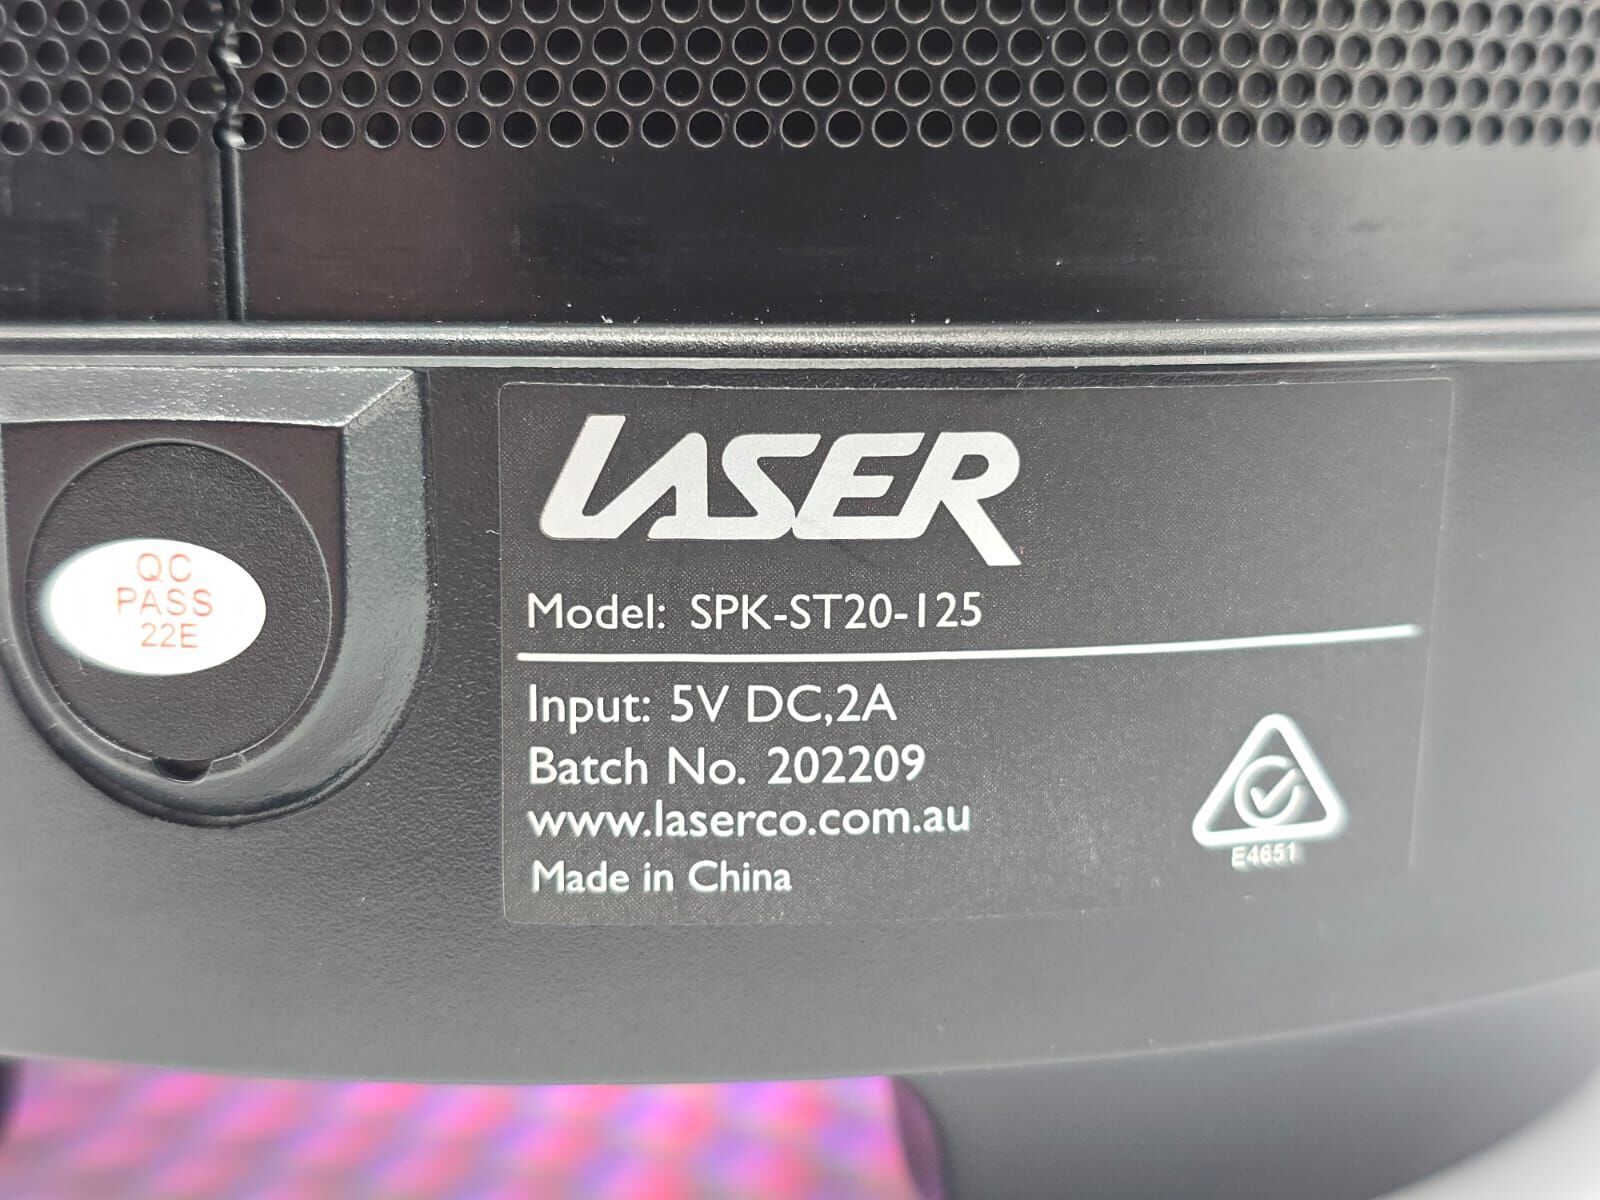 LASER
Model: SPK-ST20-125
Input: 5V DC,2A
Batch No. 202209
www.laserco.com.au
Made in China
E4651
QC
PASS
22E